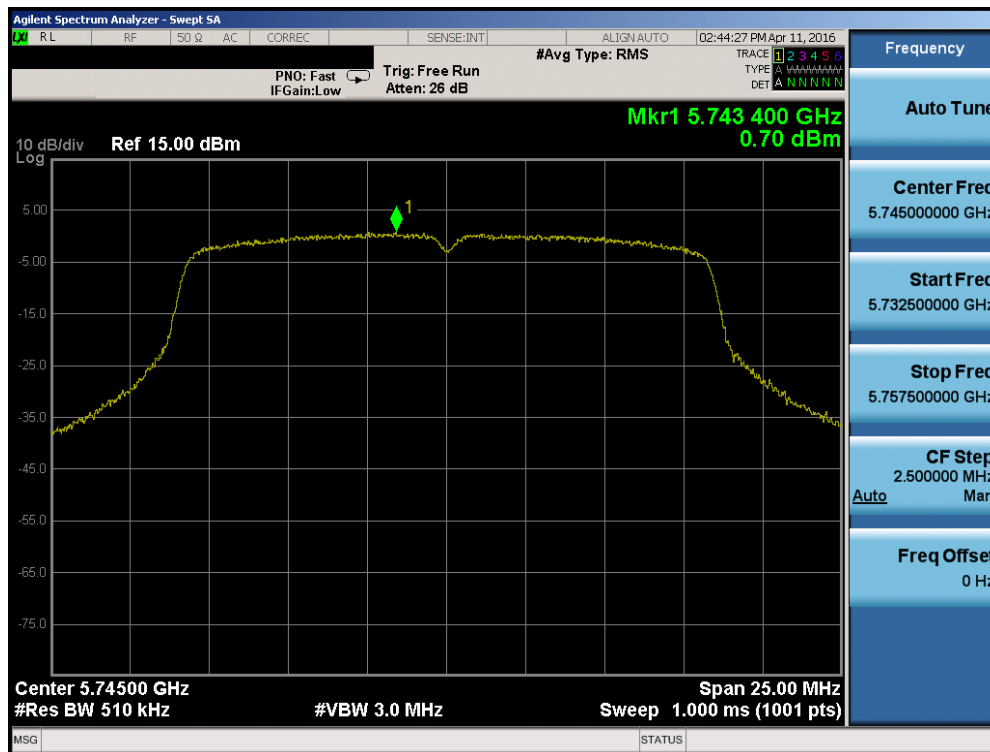 Agilent Spectrum Analyzer - Swept SA
LXI RL RF 50 Ω AC CORREC SENSE:INT ALIGN AUTO 02:44:27 PM Apr 11, 2016
Frequency
#Avg Type: RMS
TRACE 1 2 3 4 5 6
PNO: Fast Trig: Free Run
TYPE A WWWWW
IFGain:Low Atten: 26 dB
DET A N N N N N
Auto Tune
Mkr1 5.743 400 GHz
0.70 dBm
10 dB/div Ref 15.00 dBm
Log
Center Freq
5.745000000 GHz
5.00
1
-5.00
Start Freq
5.732500000 GHz
-15.0
-25.0
Stop Freq
5.757500000 GHz
-35.0
-45.0
CF Step
2.500000 MHz
Auto Man
-55.0
Freq Offset
0 Hz
-65.0
-75.0
Center 5.74500 GHz Span 25.00 MHz
#Res BW 510 kHz #VBW 3.0 MHz Sweep 1.000 ms (1001 pts)
MSG STATUS